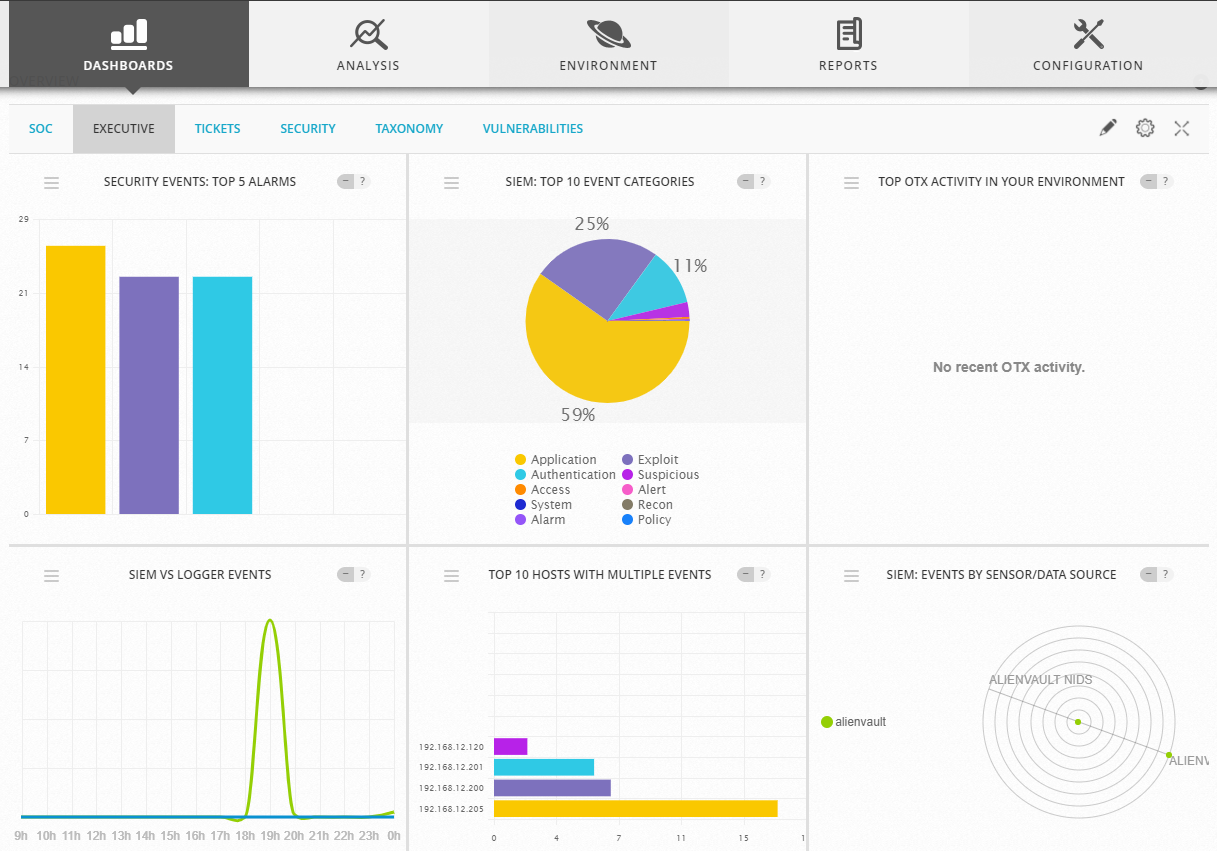 DASHBOARDS
ANALYSIS
ENVIRONMENT
REPORTS
CONFIGURATION
OVERVIEW
SOC
EXECUTIVE
TICKETS
SECURITY
TAXONOMY
VULNERABILITIES
SECURITY EVENTS: TOP 5 ALARMS
− ?
29
21
14
7
0
SIEM: TOP 10 EVENT CATEGORIES
− ?
25%
11%
59%
Application
Exploit
Authentication
Suspicious
Access
Alert
System
Recon
Alarm
Policy
TOP OTX ACTIVITY IN YOUR ENVIRONMENT
− ?
No recent OTX activity.
SIEM VS LOGGER EVENTS
− ?
9h 10h 11h 12h 13h 14h 15h 16h 17h 18h 19h 20h 21h 22h 23h 0h
TOP 10 HOSTS WITH MULTIPLE EVENTS
− ?
192.168.12.120
192.168.12.201
192.168.12.200
192.168.12.205
0 4 7 11 15 1
SIEM: EVENTS BY SENSOR/DATA SOURCE
− ?
alienvault
ALIENVAULT NIDS
ALIENV